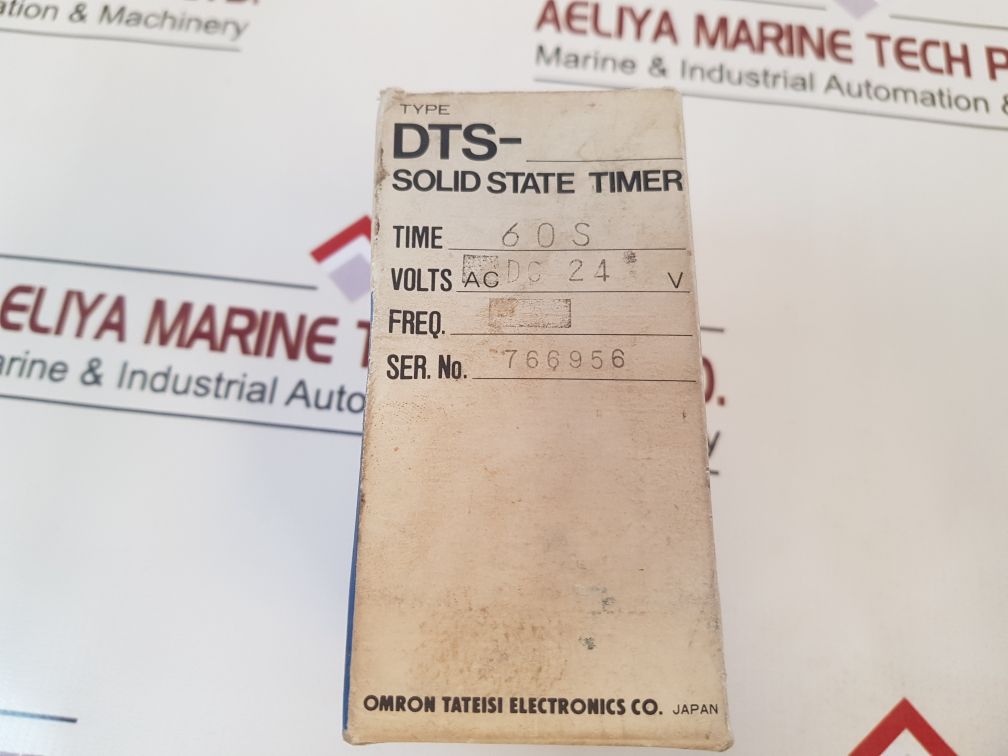 ation & Machinery
AELIYA MARINE TECH P
Marine & Industrial Automation &
TYPE
DTS-
SOLID STATE TIMER
TIME 60S
VOLTS AC DC 24 V
FREQ.
SER. No. 766956
ELIYA MARINE T
arine & Industrial Auto
O.
y
OMRON TATEISI ELECTRONICS CO. JAPAN